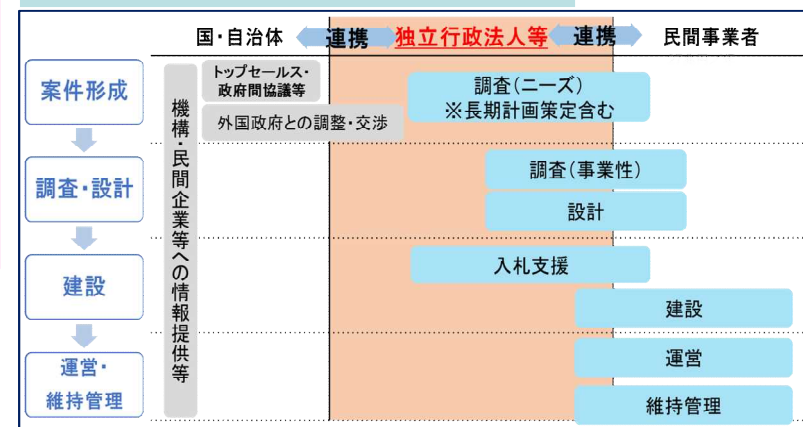 国・自治体
連携
独立行政法人等
連携
民間事業者
案件形成
調査・設計
建設
運営・
維持管理
機構・民間企業等への情報提供等
トップセールス・
政府間協議等
外国政府との調整・交渉
調査(ニーズ)
※長期計画策定含む
調査(事業性)
設計
入札支援
建設
運営
維持管理